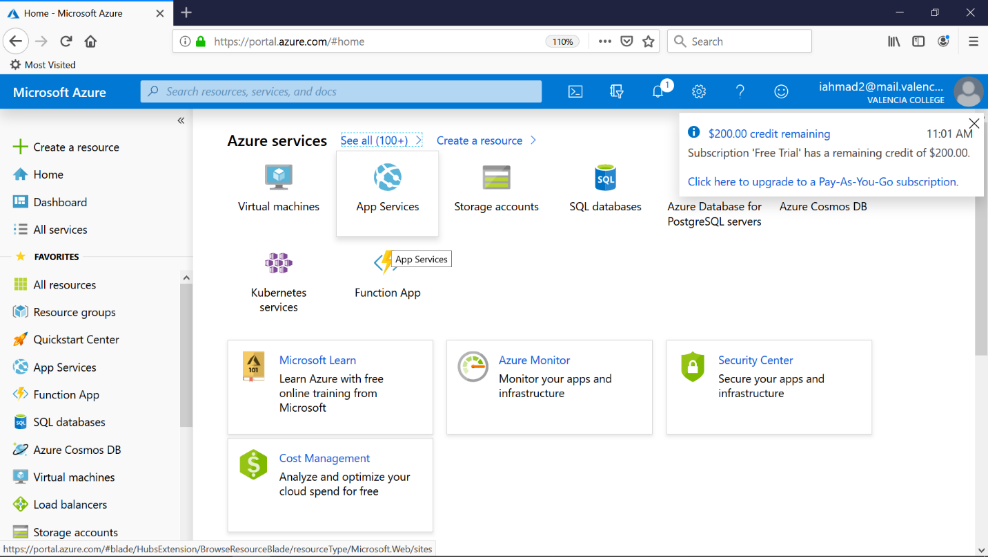 Home - Microsoft Azure
https://portal.azure.com/#home
110%
Search
Most Visited
Microsoft Azure
Search resources, services, and docs
1
iahmad2@mail.valenc...
VALENCIA COLLEGE
$200.00 credit remaining
11:01 AM
Subscription 'Free Trial' has a remaining credit of $200.00.
Click here to upgrade to a Pay-As-You-Go subscription.
Create a resource
Home
Dashboard
All services
FAVORITES
All resources
Resource groups
Quickstart Center
App Services
Function App
SQL databases
Azure Cosmos DB
Virtual machines
Load balancers
Storage accounts
Azure services
See all (100+)
Create a resource
Virtual machines
App Services
Storage accounts
SQL
SQL databases
Azure Database for
PostgreSQL servers
Azure Cosmos DB
App Services
Kubernetes
services
Function App
101
Microsoft Learn
Learn Azure with free
online training from
Microsoft
Azure Monitor
Monitor your apps and
infrastructure
Security Center
Secure your apps and
infrastructure
Cost Management
Analyze and optimize your
cloud spend for free
https://portal.azure.com/#blade/HubsExtension/BrowseResourceBlade/resourceType/Microsoft.Web/sites